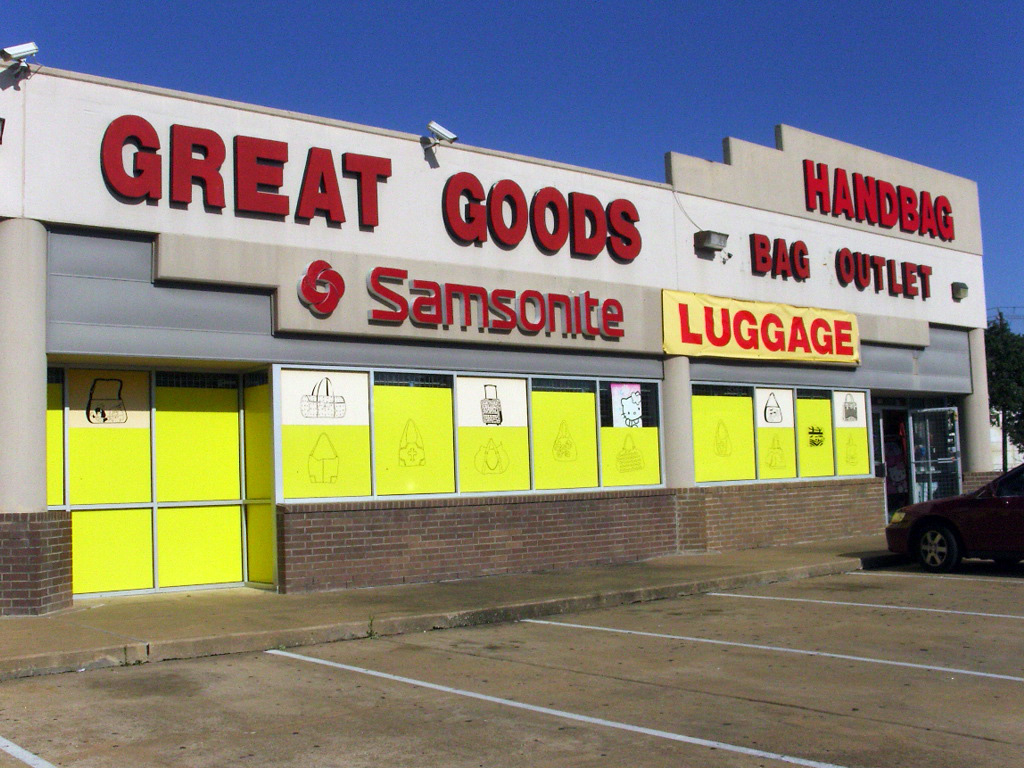 GREAT GOODS
Samsonite
HANDBAG
BAG OUTLET
LUGGAGE